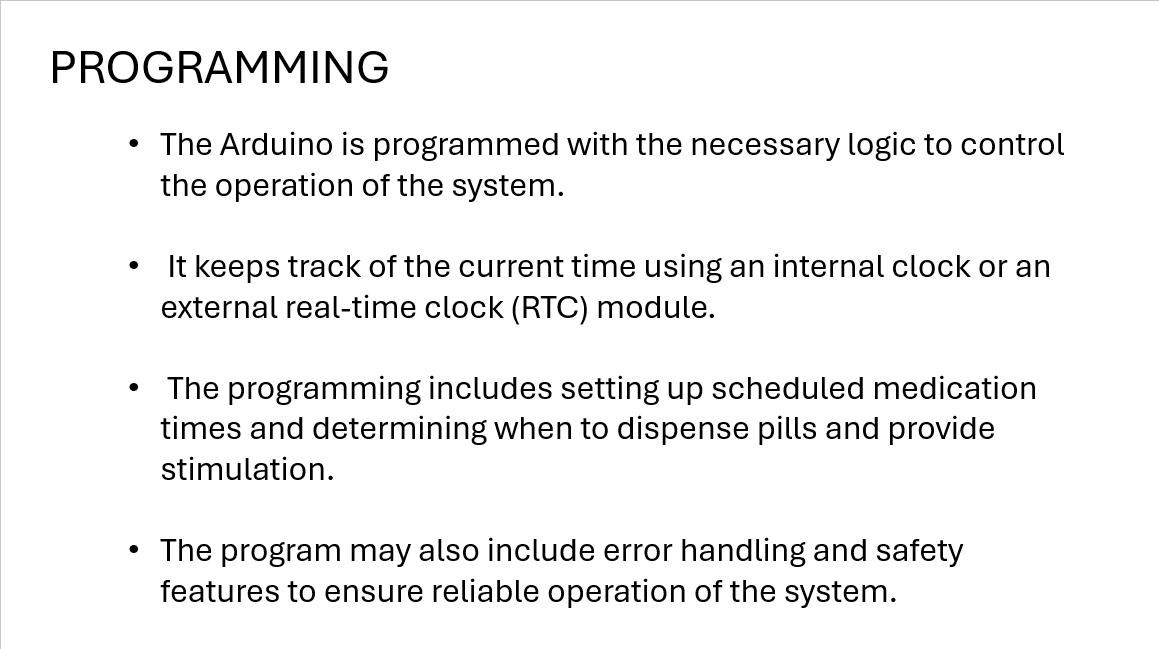 PROGRAMMING
• The Arduino is programmed with the necessary logic to control
the operation of the system.
• It keeps track of the current time using an internal clock or an
external real-time clock (RTC) module.
• The programming includes setting up scheduled medication
times and determining when to dispense pills and provide
stimulation.
• The program may also include error handling and safety
features to ensure reliable operation of the system.